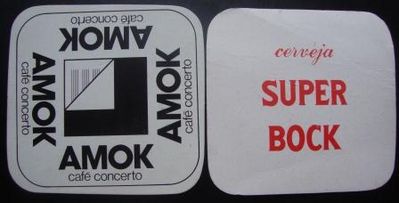 AMOK
café concerto
AMOK
café concerto
AMOK
café concerto
AMOK
café concerto
cerveja
SUPER
BOCK